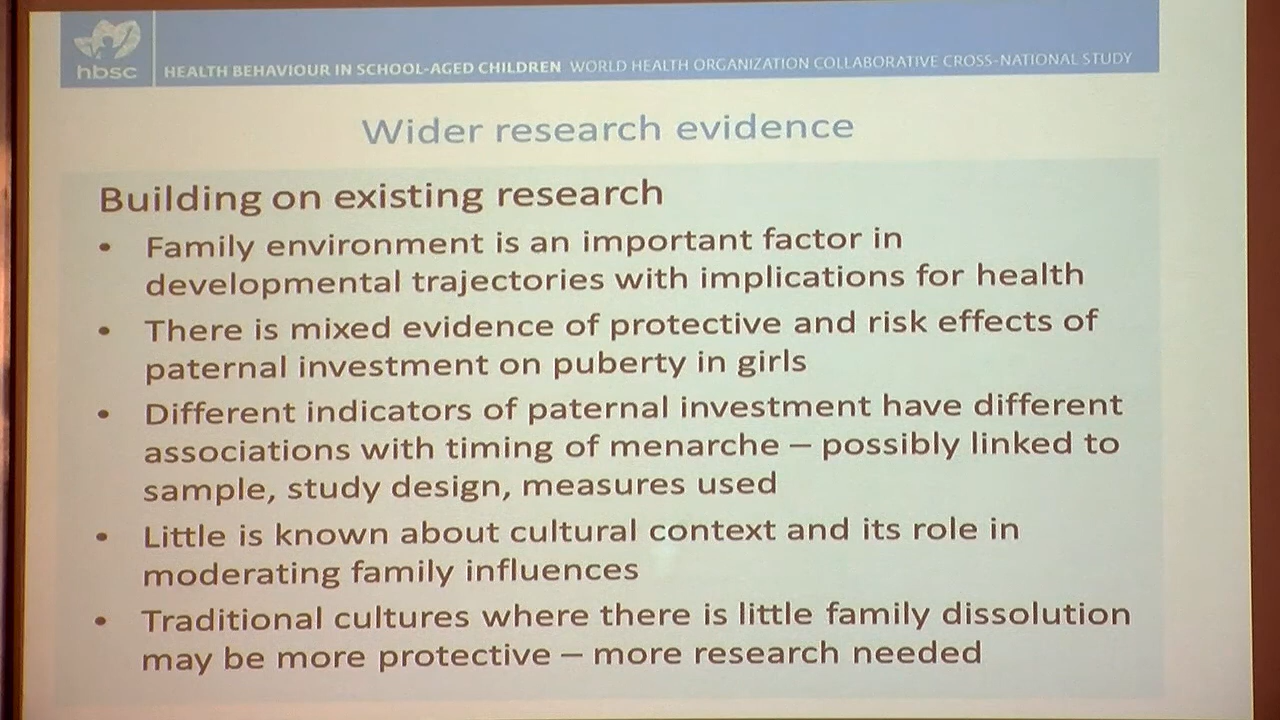 hbsc
HEALTH BEHAVIOUR IN SCHOOL-AGED CHILDREN WORLD HEALTH ORGANIZATION COLLABORATIVE CROSS-NATIONAL STUDY
Wider research evidence
Building on existing research
• Family environment is an important factor in
developmental trajectories with implications for health
• There is mixed evidence of protective and risk effects of
paternal investment on puberty in girls
• Different indicators of paternal investment have different
associations with timing of menarche – possibly linked to
sample, study design, measures used
• Little is known about cultural context and its role in
moderating family influences
• Traditional cultures where there is little family dissolution
may be more protective – more research needed